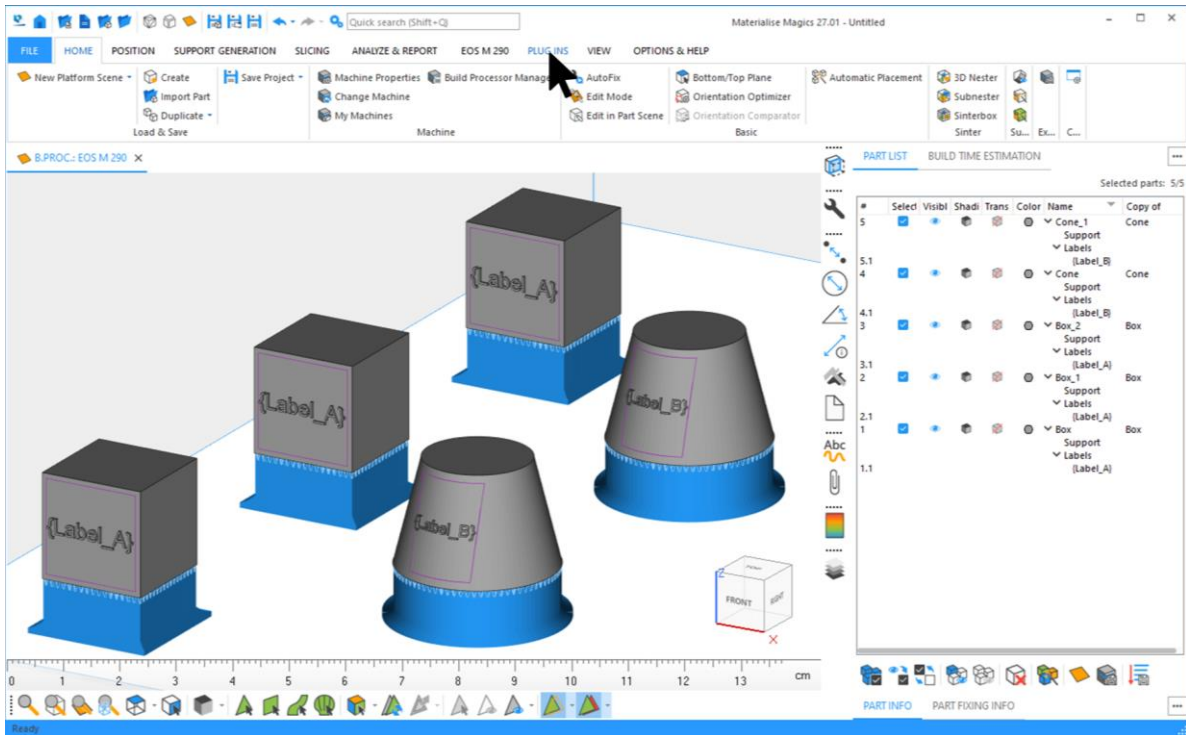 Quick search (Shift+Q)
Materialise Magics 27.01 - Untitled
FILE HOME POSITION SUPPORT GENERATION SLICING ANALYZE & REPORT EOS M 290 PLUG INS VIEW OPTIONS & HELP
New Platform Scene Create Save Project Machine Properties Build Processor Manage AutoFix Bottom/Top Plane Automatic Placement 3D Nester
Import Part Change Machine Edit Mode Orientation Optimizer Subnester
Duplicate My Machines Edit in Part Scene Orientation Comparator Sinterbox
Load & Save Machine Basic Sinter Su... Ex... C...
B.PROC.: EOS M 290
PART LIST BUILD TIME ESTIMATION
Selected parts: 5/5
# Select Visibl Shadi Trans Color Name Copy of
5 Cone_1 Cone
Support
Labels
5.1 {Label_B}
4 Cone Cone
Support
Labels
4.1 {Label_B}
3 Box_2 Box
Support
Labels
3.1 {Label_A}
2 Box_1 Box
Support
Labels
2.1 {Label_A}
1 Box Box
Support
Labels
1.1 {Label_A}
Abc
{Label_A}
{Label_A}
{Label_B}
{Label_A}
{Label_B}
Z
FRONT RIGHT
X
0 1 2 3 4 5 6 7 8 9 10 11 12 13 cm
PART INFO PART FIXING INFO
Ready